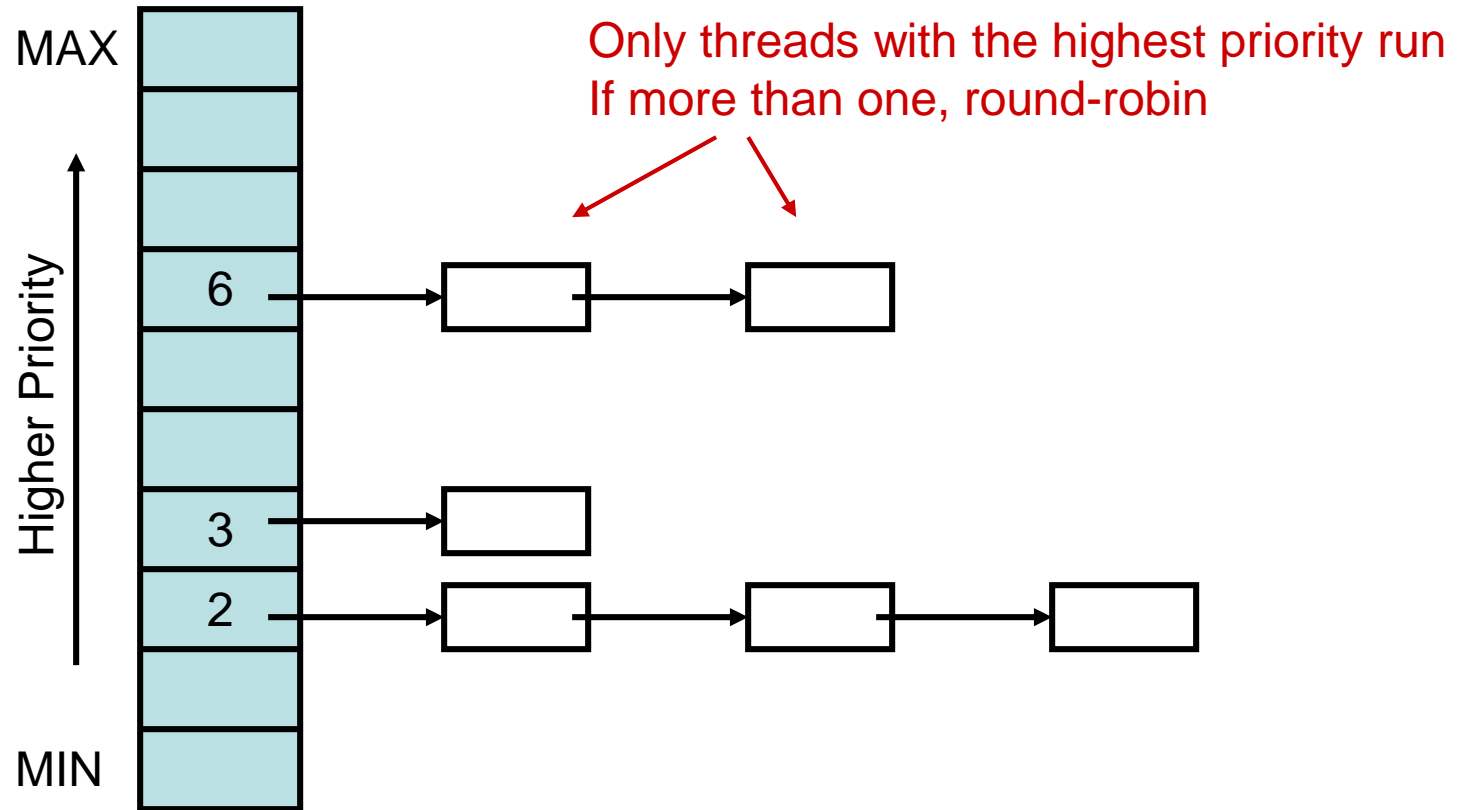 MAX
Only threads with the highest priority run
If more than one, round-robin
Higher Priority
6
3
2
MIN